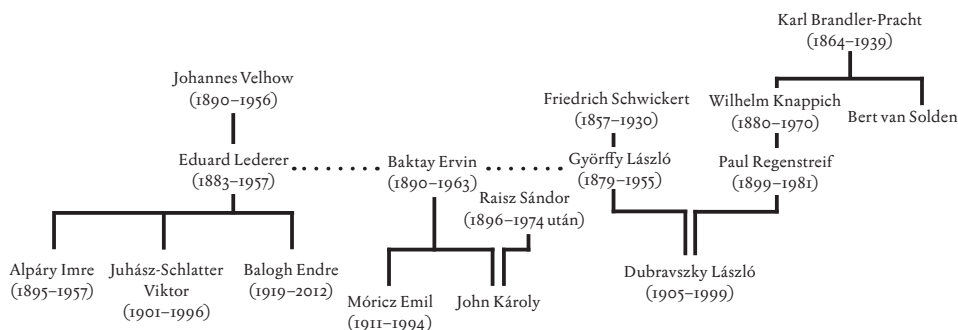 Karl Brandler-Pracht
(1864–1939)
Johannes Velhow
(1890–1956)
Friedrich Schwickert
(1857–1930)
Wilhelm Knappich
(1880–1970)
Bert van Solden
Eduard Lederer
(1883–1957)
Baktay Ervin
(1890–1963)
Györffy László
(1879–1955)
Paul Regenstreif
(1899–1981)
Raisz Sándor
(1896–1974 után)
Alpáry Imre
(1895–1957)
Juhász-Schlatter
Viktor
(1901–1996)
Balogh Endre
(1919–2012)
Móricz Emil
(1911–1994)
John Károly
Dubravszky László
(1905–1999)